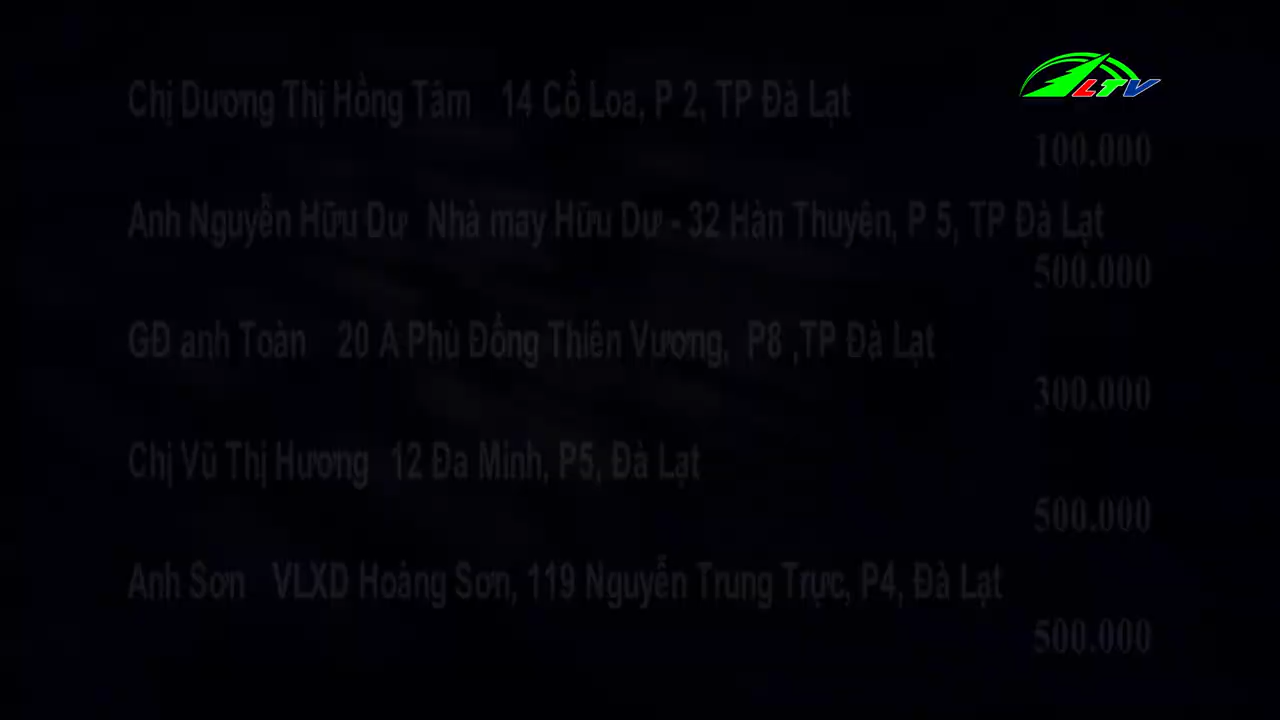 LTV
Chị Dương Thị Hồng Tâm 14 Cổ Loa, P 2, TP Đà Lạt
100.000
Anh Nguyễn Hữu Dư Nhà may Hữu Dư - 32 Hàn Thuyên, P 5, TP Đà Lạt
500.000
GĐ anh Toàn 20 A Phù Đổng Thiên Vương, P8 ,TP Đà Lạt
300.000
Chị Vũ Thị Hương 12 Đa Minh, P5, Đà Lạt
500.000
Anh Sơn VLXD Hoàng Sơn, 119 Nguyễn Trung Trực, P4, Đà Lạt
500.000